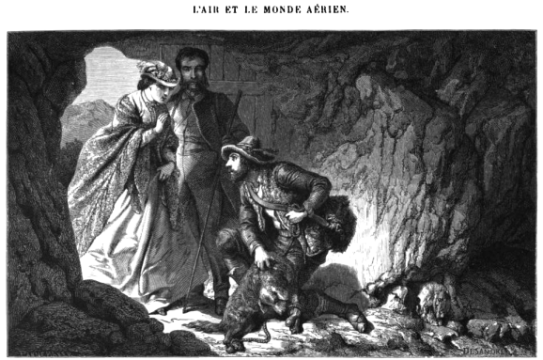 L'AIR ET LE MONDE AÉRIEN.